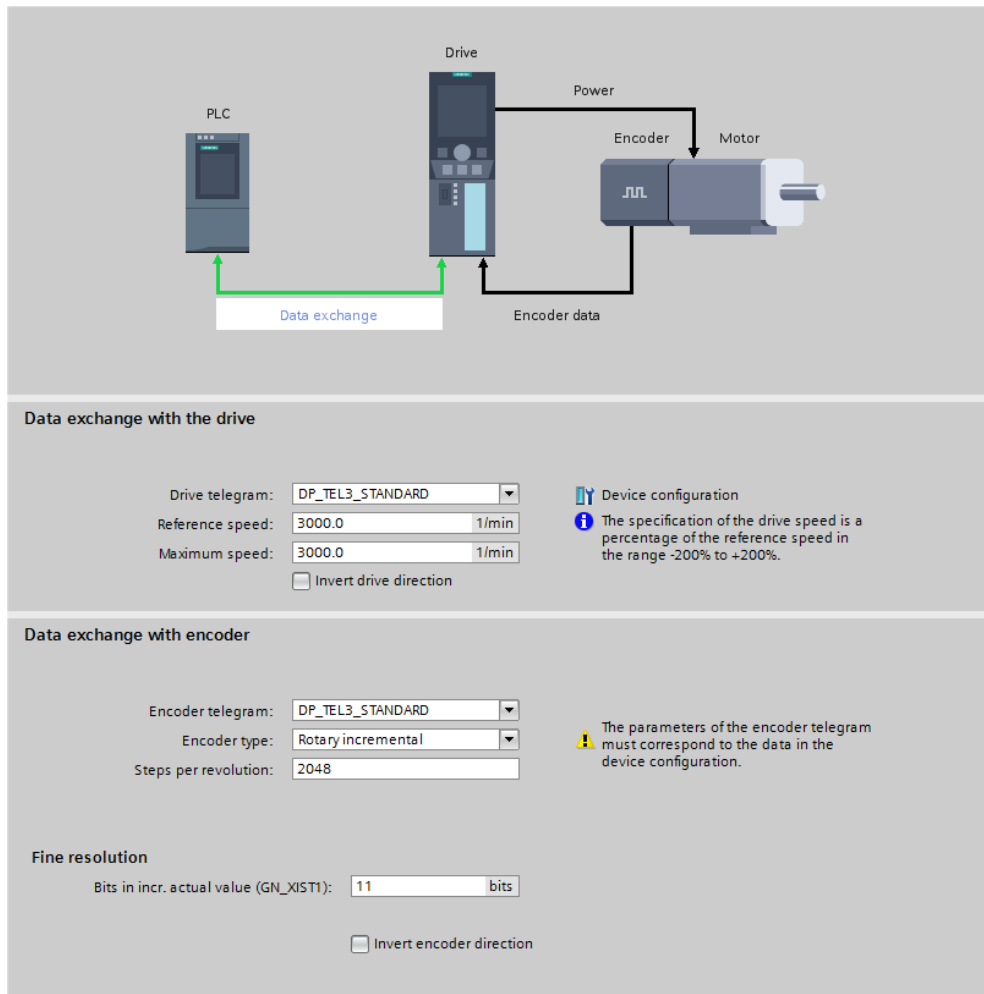 Drive
Power
PLC
Encoder
Motor
Data exchange
Encoder data
Data exchange with the drive
Drive telegram:
DP_TEL3_STANDARD
Device configuration
Reference speed:
3000.0
1/min
The specification of the drive speed is a
percentage of the reference speed in
the range -200% to +200%.
Maximum speed:
3000.0
1/min
Invert drive direction
Data exchange with encoder
Encoder telegram:
DP_TEL3_STANDARD
Encoder type:
Rotary incremental
The parameters of the encoder telegram
must correspond to the data in the
device configuration.
Steps per revolution:
2048
Fine resolution
Bits in incr. actual value (GN_XIST1):
11
bits
Invert encoder direction